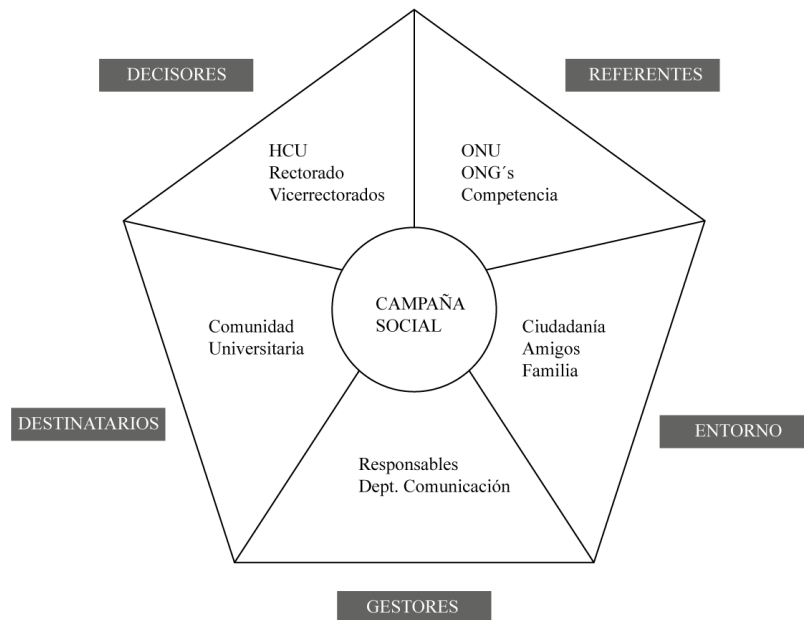 DECISORES
REFERENTES
HCU
Rectorado
Vicerrectorados
ONU
ONG´s
Competencia
CAMPAÑA
SOCIAL
Comunidad
Universitaria
Ciudadanía
Amigos
Familia
DESTINATARIOS
ENTORNO
Responsables
Dept. Comunicación
GESTORES